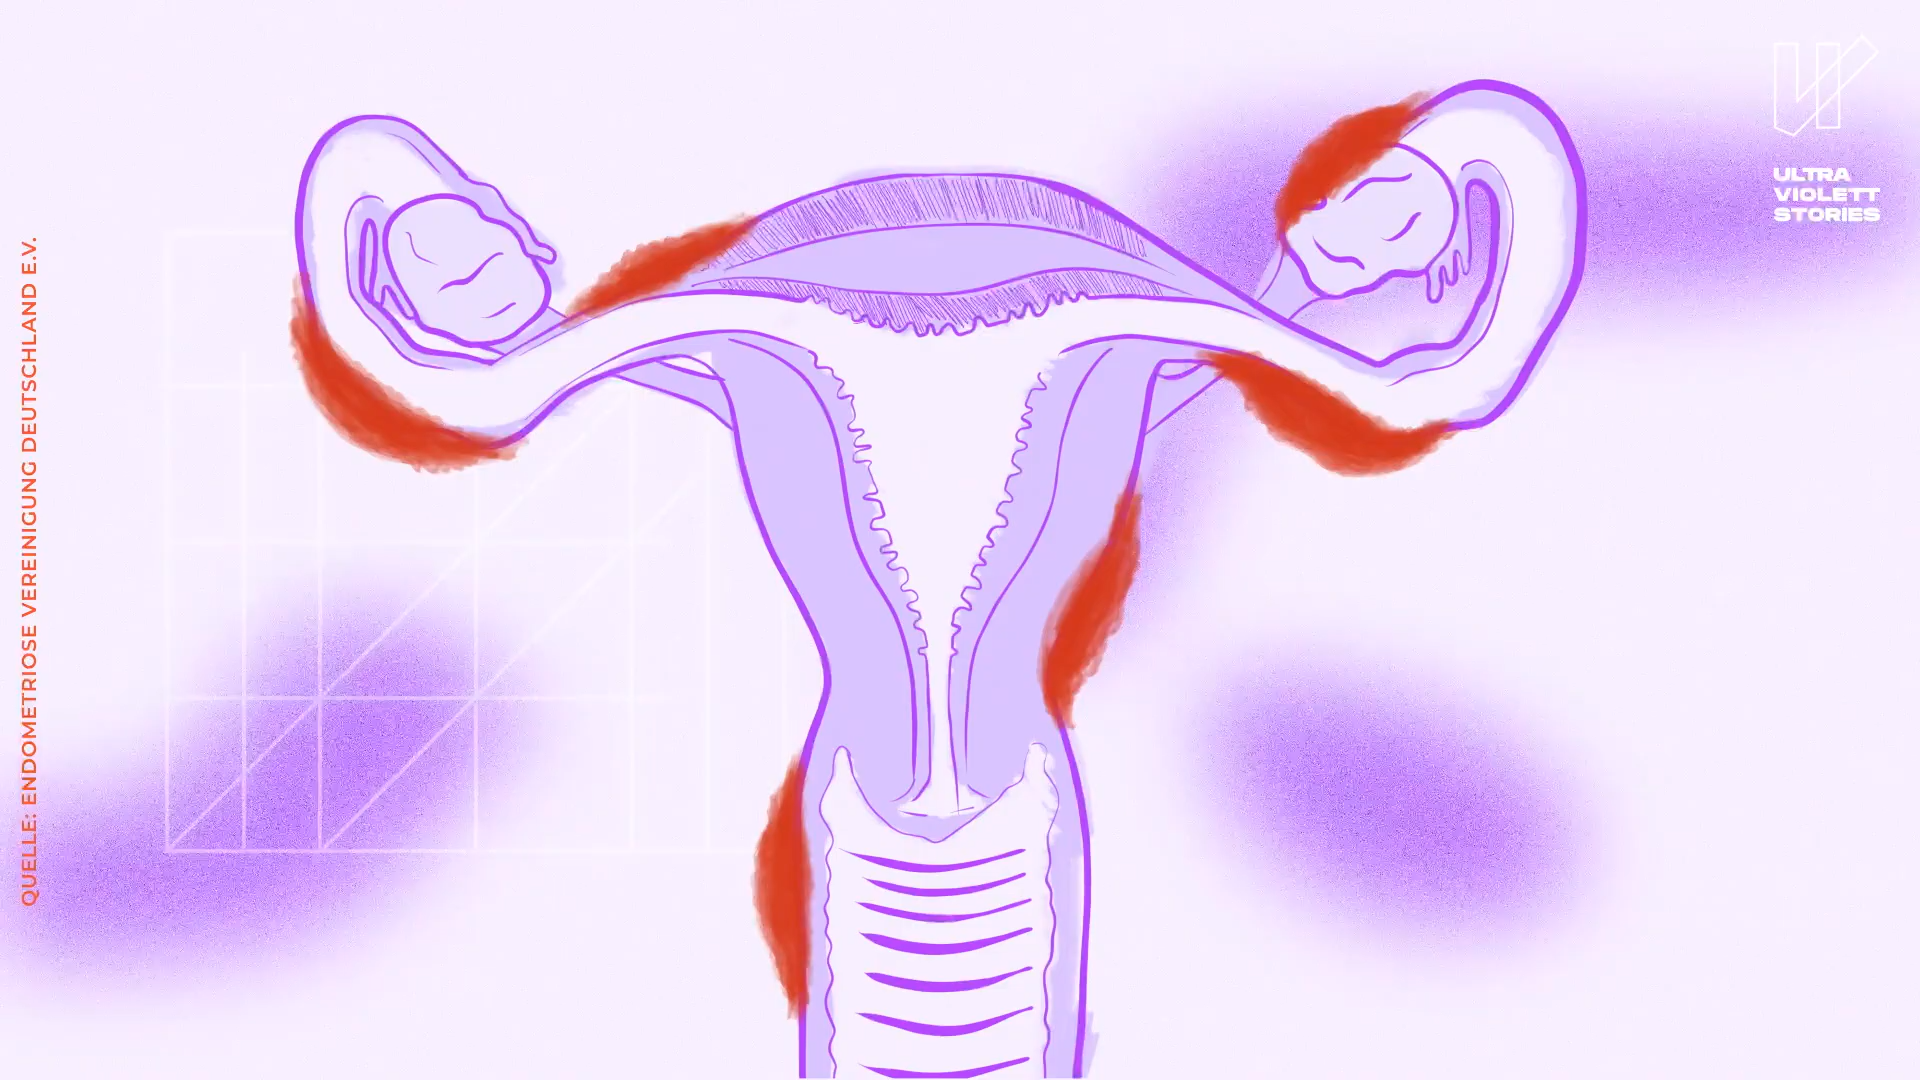 QUELLE: ENDOMETRIOSE VEREINIGUNG DEUTSCHLAND E.V.
ULTRA
VIOLETT
STORIES